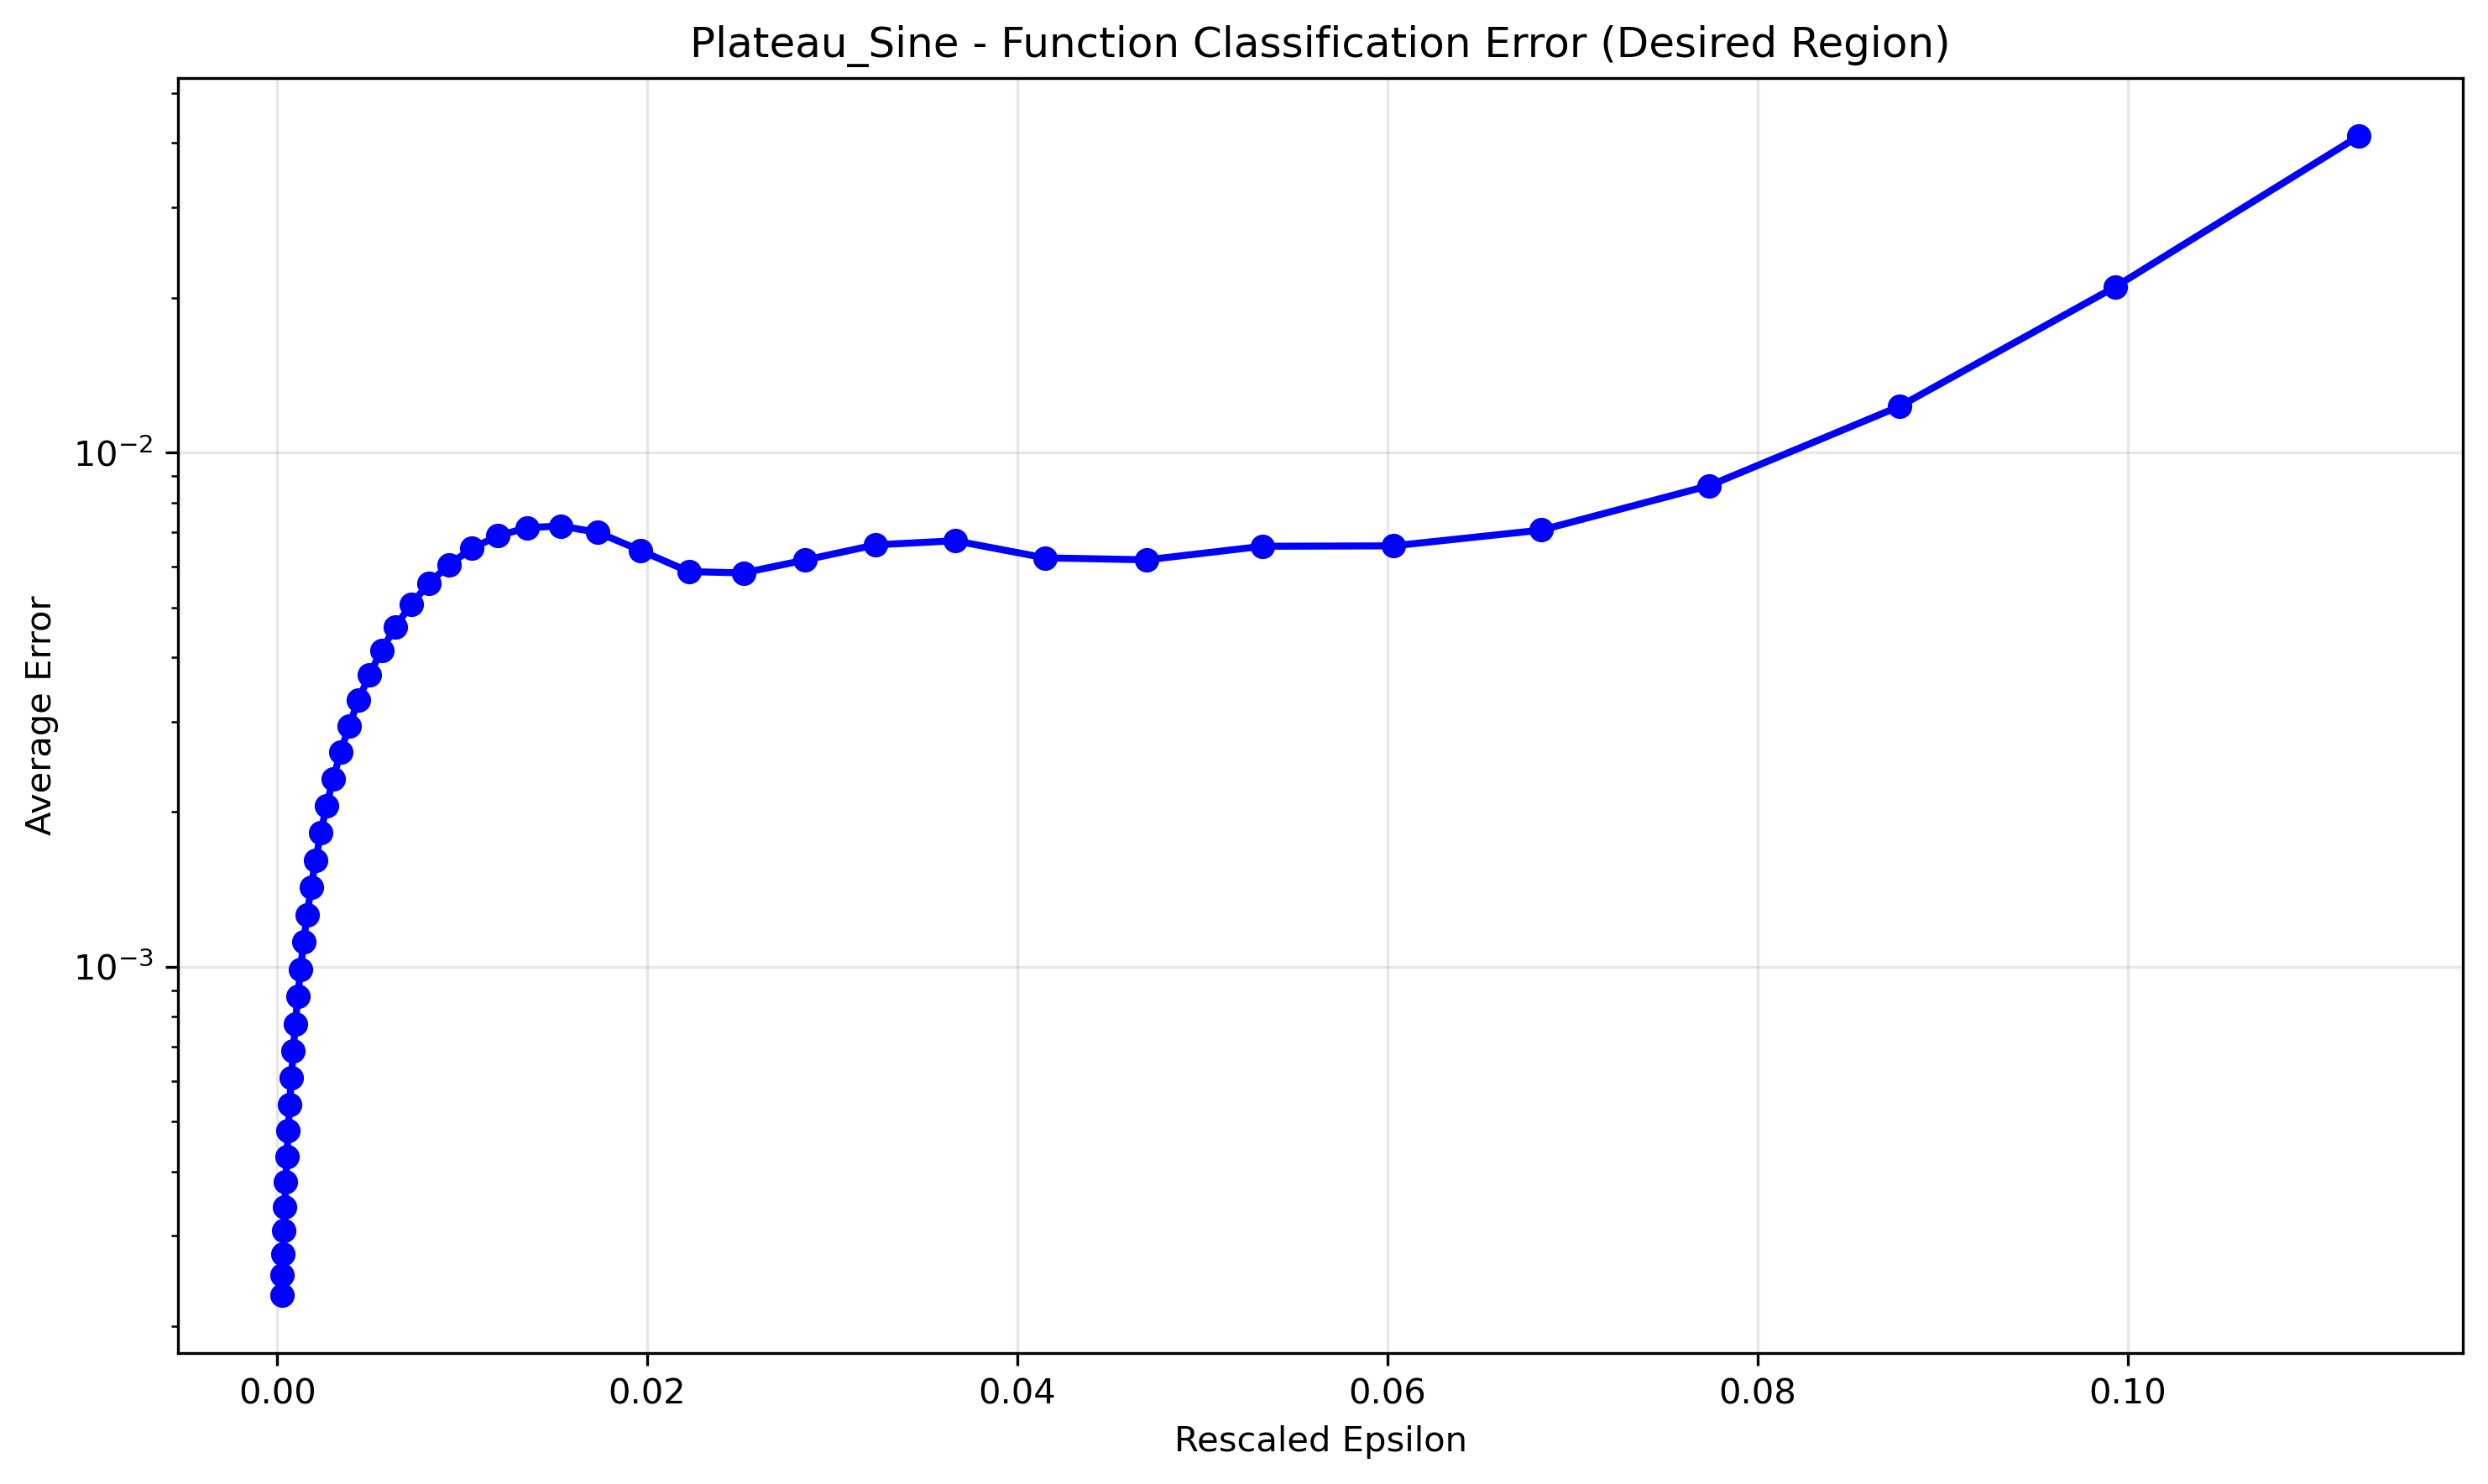 Plateau_Sine - Function Classification Error (Desired Region)
Average Error
10⁻²
10⁻³
0.00 0.02 0.04 0.06 0.08 0.10
Rescaled Epsilon